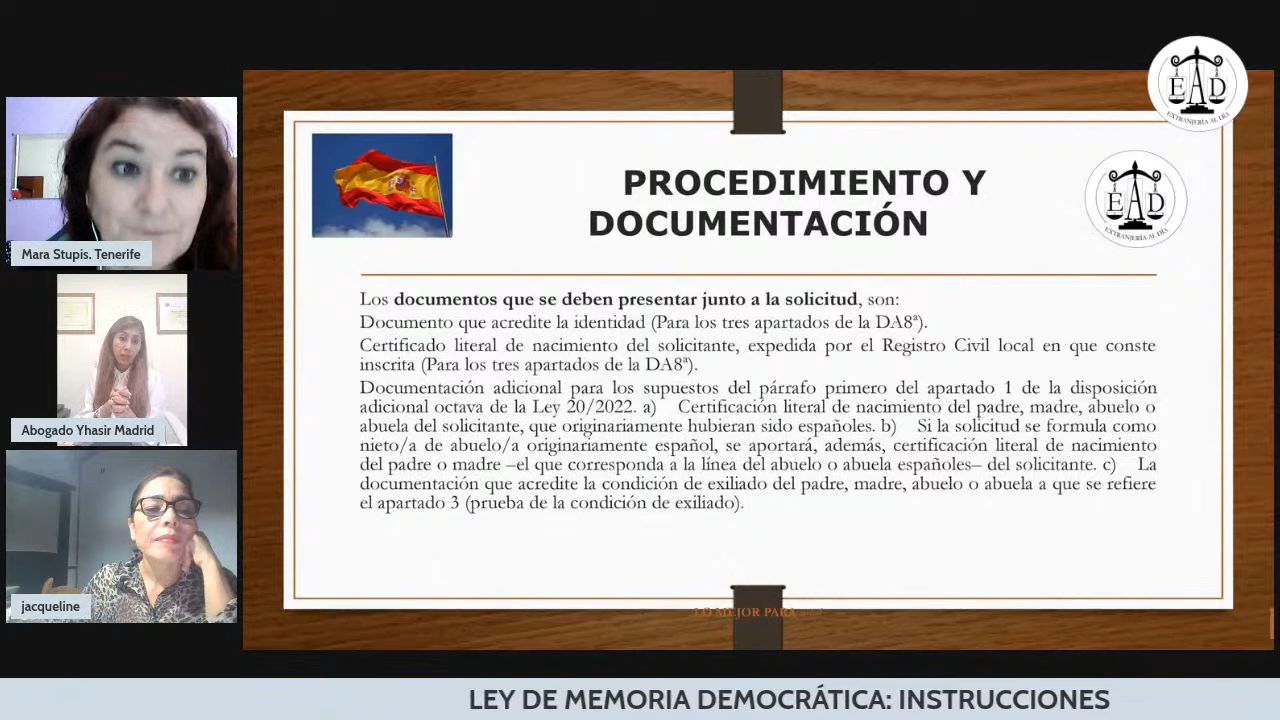 EAD
EXTRANJERÍA AL DÍA
PROCEDIMIENTO Y
DOCUMENTACIÓN
EAD
EXTRANJERÍA AL DÍA
Los documentos que se deben presentar junto a la solicitud, son:
Documento que acredite la identidad (Para los tres apartados de la DA8ª).
Certificado literal de nacimiento del solicitante, expedida por el Registro Civil local en que conste
inscrita (Para los tres apartados de la DA8ª).
Documentación adicional para los supuestos del párrafo primero del apartado 1 de la disposición
adicional octava de la Ley 20/2022. a) Certificación literal de nacimiento del padre, madre, abuelo o
abuela del solicitante, que originariamente hubieran sido españoles. b) Si la solicitud se formula como
nieto/a de abuelo/a originariamente español, se aportará, además, certificación literal de nacimiento
del padre o madre –el que corresponda a la línea del abuelo o abuela españoles– del solicitante. c) La
documentación que acredite la condición de exiliado del padre, madre, abuelo o abuela a que se refiere
el apartado 3 (prueba de la condición de exiliado).
LO MEJOR PARA
Mara Stupis. Tenerife
Abogado Yhasir Madrid
jacqueline
LEY DE MEMORIA DEMOCRÁTICA: INSTRUCCIONES